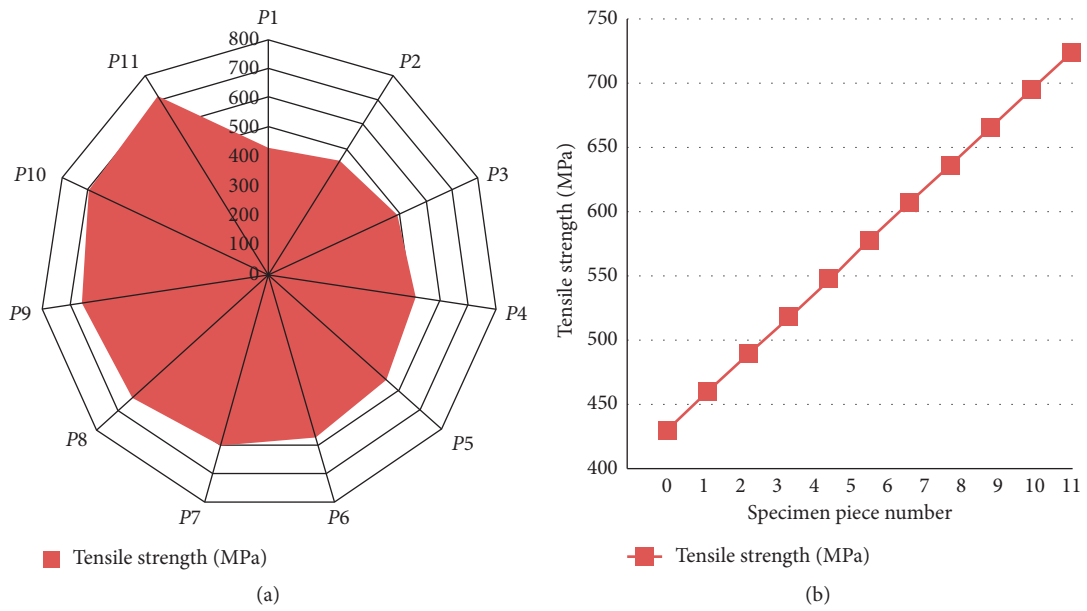 P1
P2
P3
P4
P5
P6
P7
P8
P9
P10
P11
800
700
600
500
400
300
200
100
0
Tensile strength (MPa)
(a)
750
700
650
600
550
500
450
400
Tensile strength (MPa)
0 1 2 3 4 5 6 7 8 9 10 11
Specimen piece number
Tensile strength (MPa)
(b)